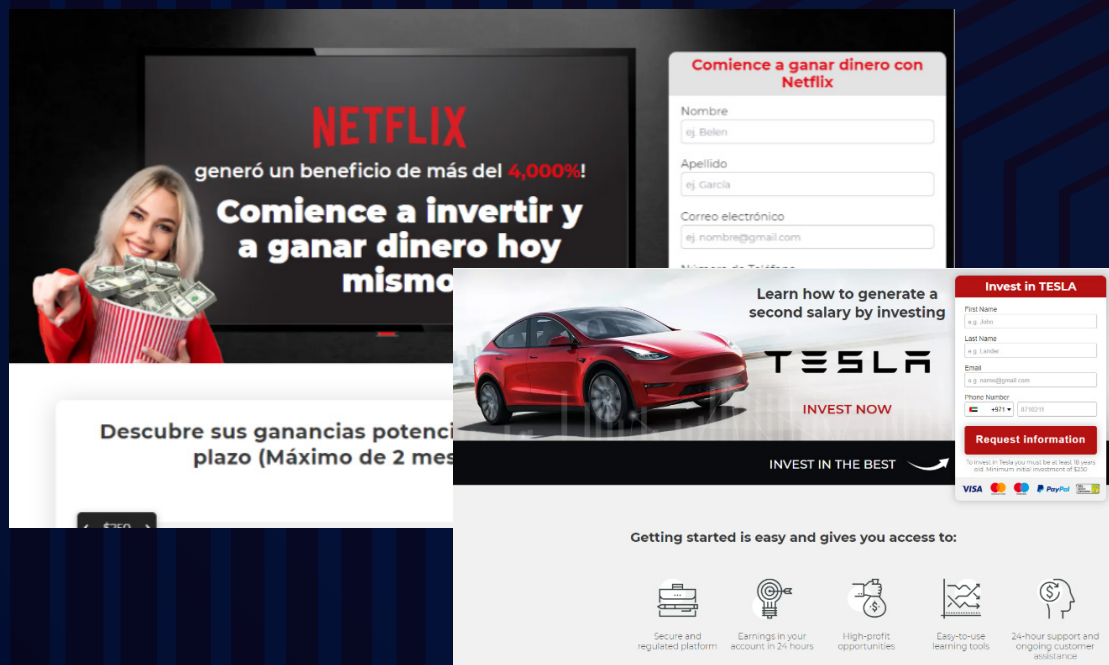 NETFLIX
generó un beneficio de más del 4,000%!
Comience a invertir y
a ganar dinero hoy
mismo
Comience a ganar dinero con
Netflix
Nombre
ej. Belen
Apellido
ej. García
Correo electrónico
ej. nombre@gmail.com
Número de Teléfono
Descubre sus ganancias potenci
plazo (Máximo de 2 mes
$250
Learn how to generate a
second salary by investing
TESLA
INVEST NOW
INVEST IN THE BEST
Invest in TESLA
First Name
e.g. John
Last Name
e.g. Lander
Email
e.g. name@gmail.com
Phone Number
+971
8710211
Request information
To invest in Tesla you must be at least 18 years
old. Minimum initial investment of $250
VISA
PayPal
Getting started is easy and gives you access to:
Secure and
regulated platform
Earnings in your
account in 24 hours
High-profit
opportunities
Easy-to-use
learning tools
24-hour support and
ongoing customer
assistance